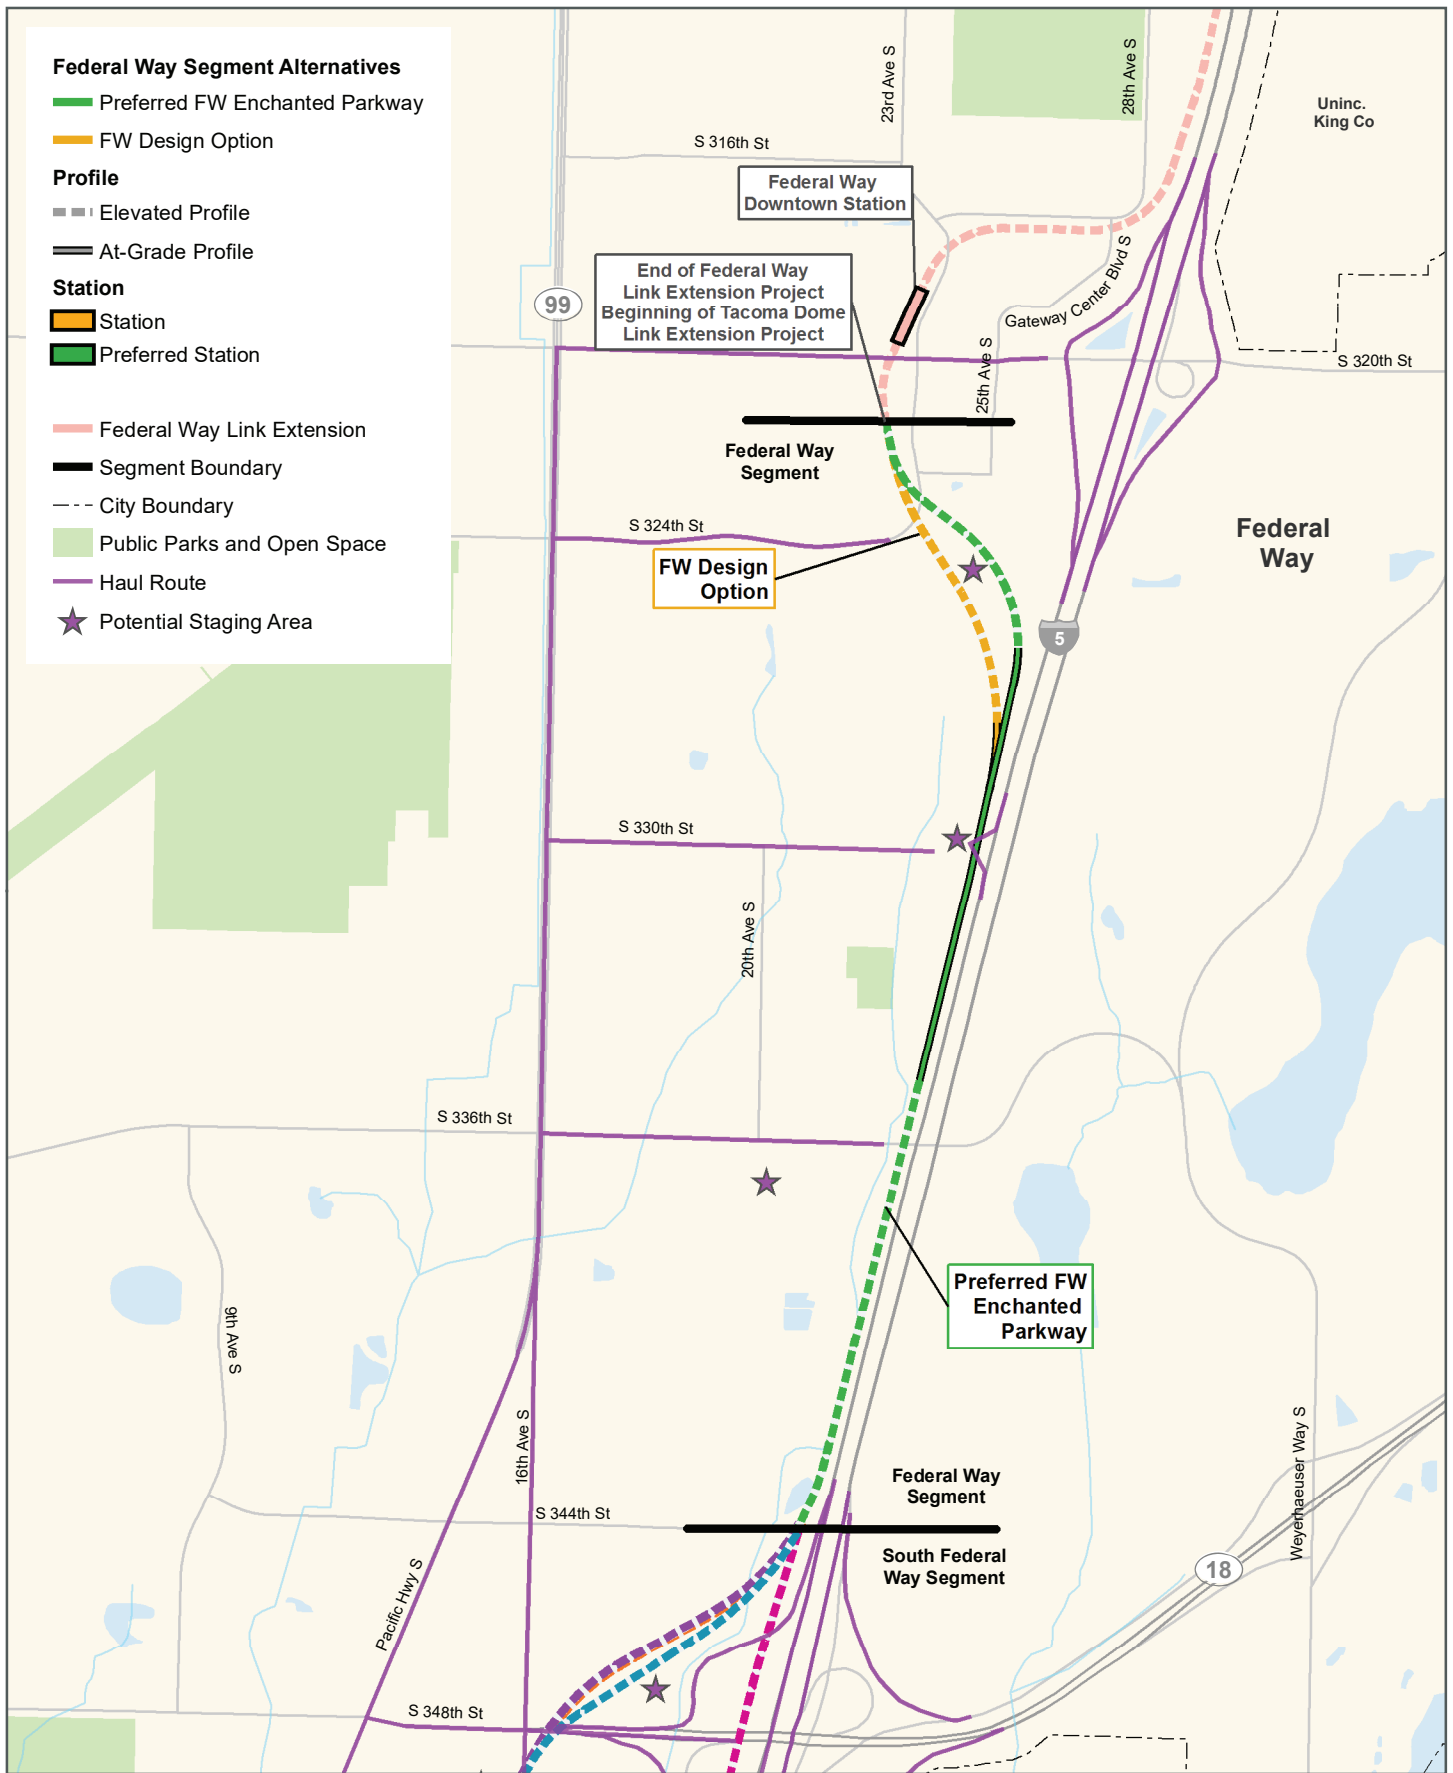 Federal Way Segment Alternatives
Preferred FW Enchanted Parkway
FW Design Option
Profile
Elevated Profile
At-Grade Profile
Station
Station
Preferred Station
Federal Way Link Extension
Segment Boundary
City Boundary
Public Parks and Open Space
Haul Route
Potential Staging Area
23rd Ave S
28th Ave S
Uninc.
King Co
S 316th St
Federal Way
Downtown Station
End of Federal Way
Link Extension Project
Beginning of Tacoma Dome
Link Extension Project
99
Gateway Center Blvd S
25th Ave S
S 320th St
Federal Way
Segment
S 324th St
FW Design
Option
Federal
Way
5
S 330th St
20th Ave S
S 336th St
Preferred FW
Enchanted
Parkway
9th Ave S
16th Ave S
Weyerhaeuser Way S
Federal Way
Segment
S 344th St
South Federal
Way Segment
18
Pacific Hwy S
S 348th St